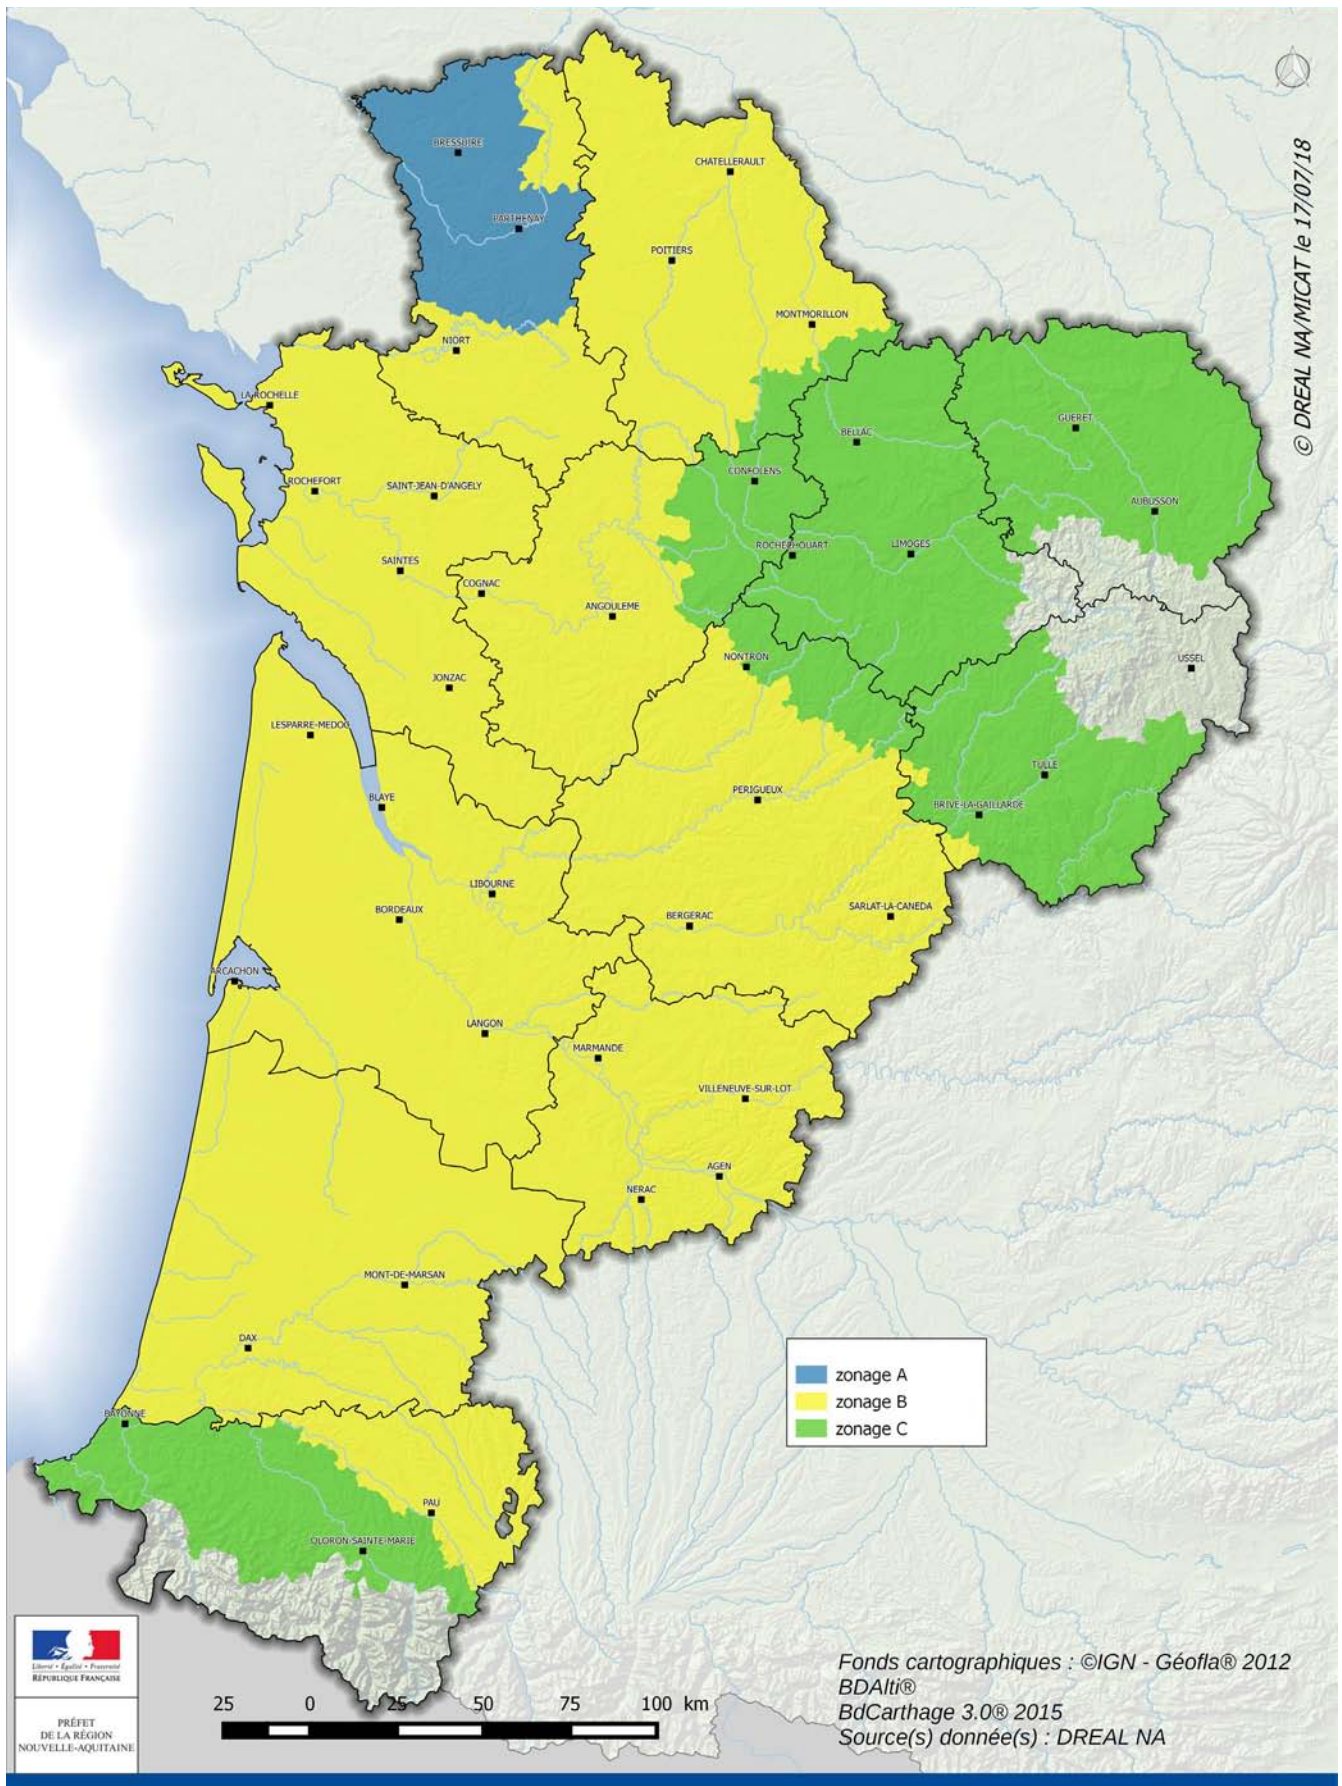 © DREAL NA/MICAT le 17/07/18
BRESSUIRE
CHATELLERAULT
PARTHENAY
POITIERS
MONTMORILLON
NIORT
LA ROCHELLE
GUERET
BELLAC
CONFOLENS
ROCHEFORT
SAINT-JEAN-D'ANGELY
AUBUSSON
ROCHECHOUART
LIMOGES
SAINTES
COGNAC
ANGOULEME
NONTRON
USSEL
JONZAC
LESPARRE-MEDOC
TULLE
BLAYE
PERIGUEUX
BRIVE-LA-GAILLARDE
LIBOURNE
BORDEAUX
BERGERAC
SARLAT-LA-CANEDA
ARCACHON
LANGON
MARMANDE
VILLENEUVE-SUR-LOT
AGEN
NERAC
MONT-DE-MARSAN
DAX
zonage A
zonage B
zonage C
BAYONNE
PAU
OLORON-SAINTE-MARIE
Liberté • Égalité • Fraternité
RÉPUBLIQUE FRANÇAISE
PRÉFET
DE LA RÉGION
NOUVELLE-AQUITAINE
25 0 25 50 75 100 km
Fonds cartographiques : ©IGN - Géofla® 2012
BDAlti®
BdCarthage 3.0® 2015
Source(s) donnée(s) : DREAL NA